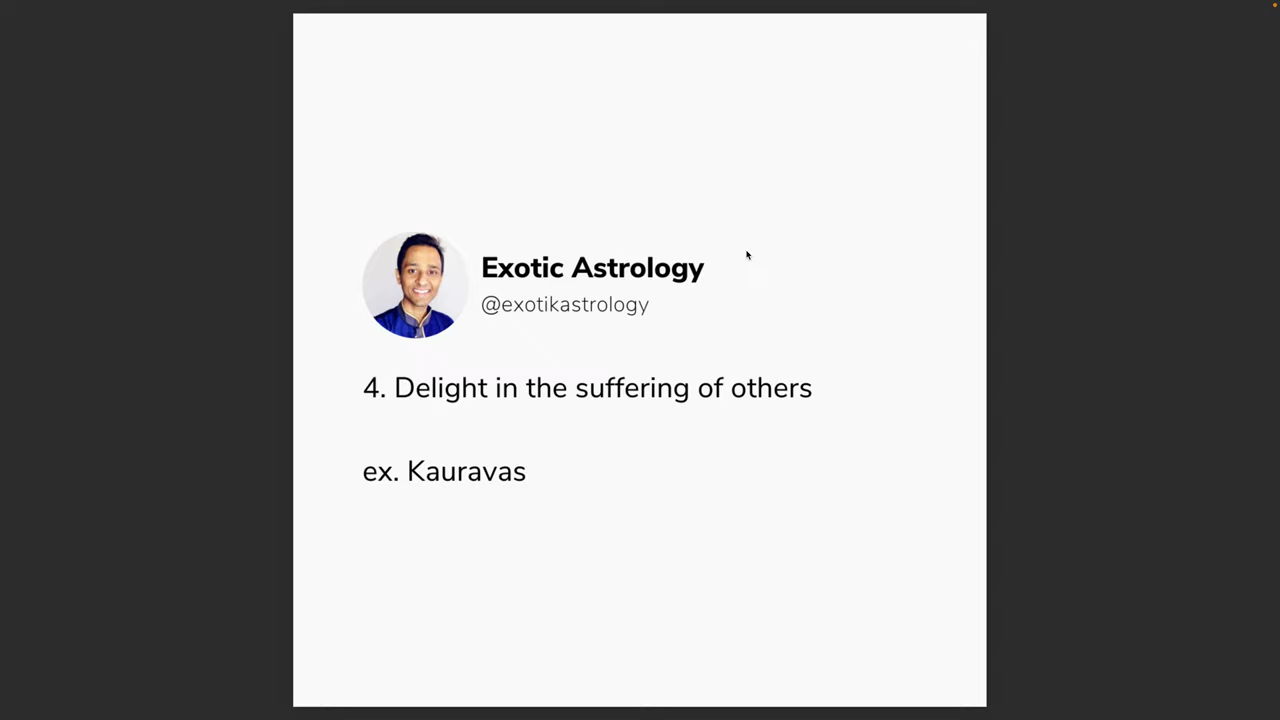 Exotic Astrology
@exotikastrology
4. Delight in the suffering of others
ex. Kauravas